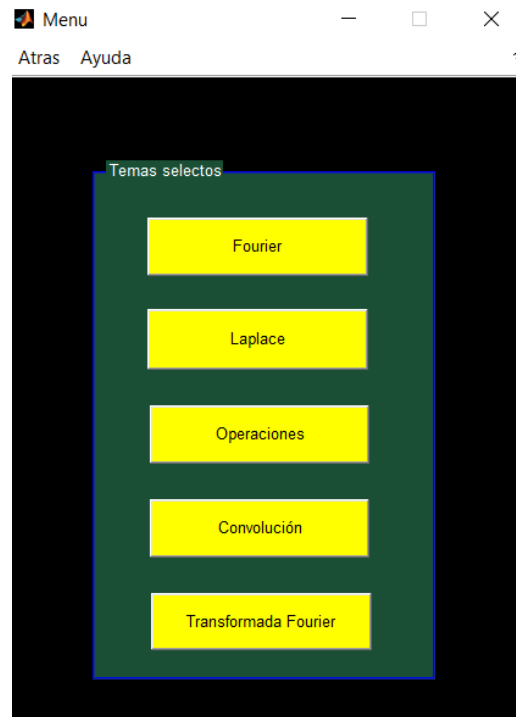 Menu
Atras Ayuda
Temas selectos
Fourier
Laplace
Operaciones
Convolución
Transformada Fourier